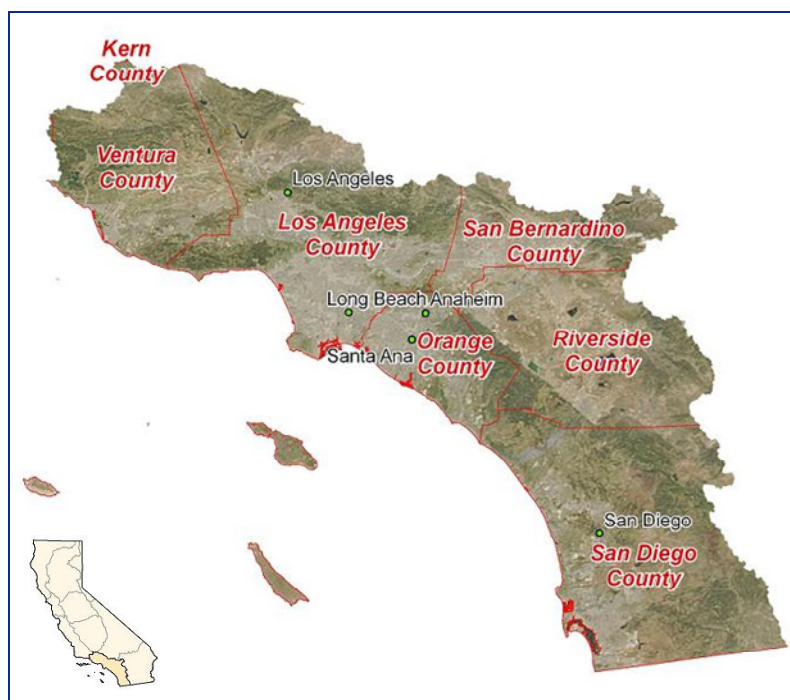 Kern
County
Ventura
County
Los Angeles
Los Angeles
County
San Bernardino
County
Long Beach Anaheim
Santa Ana
Orange
County
Riverside
County
San Diego
San Diego
County